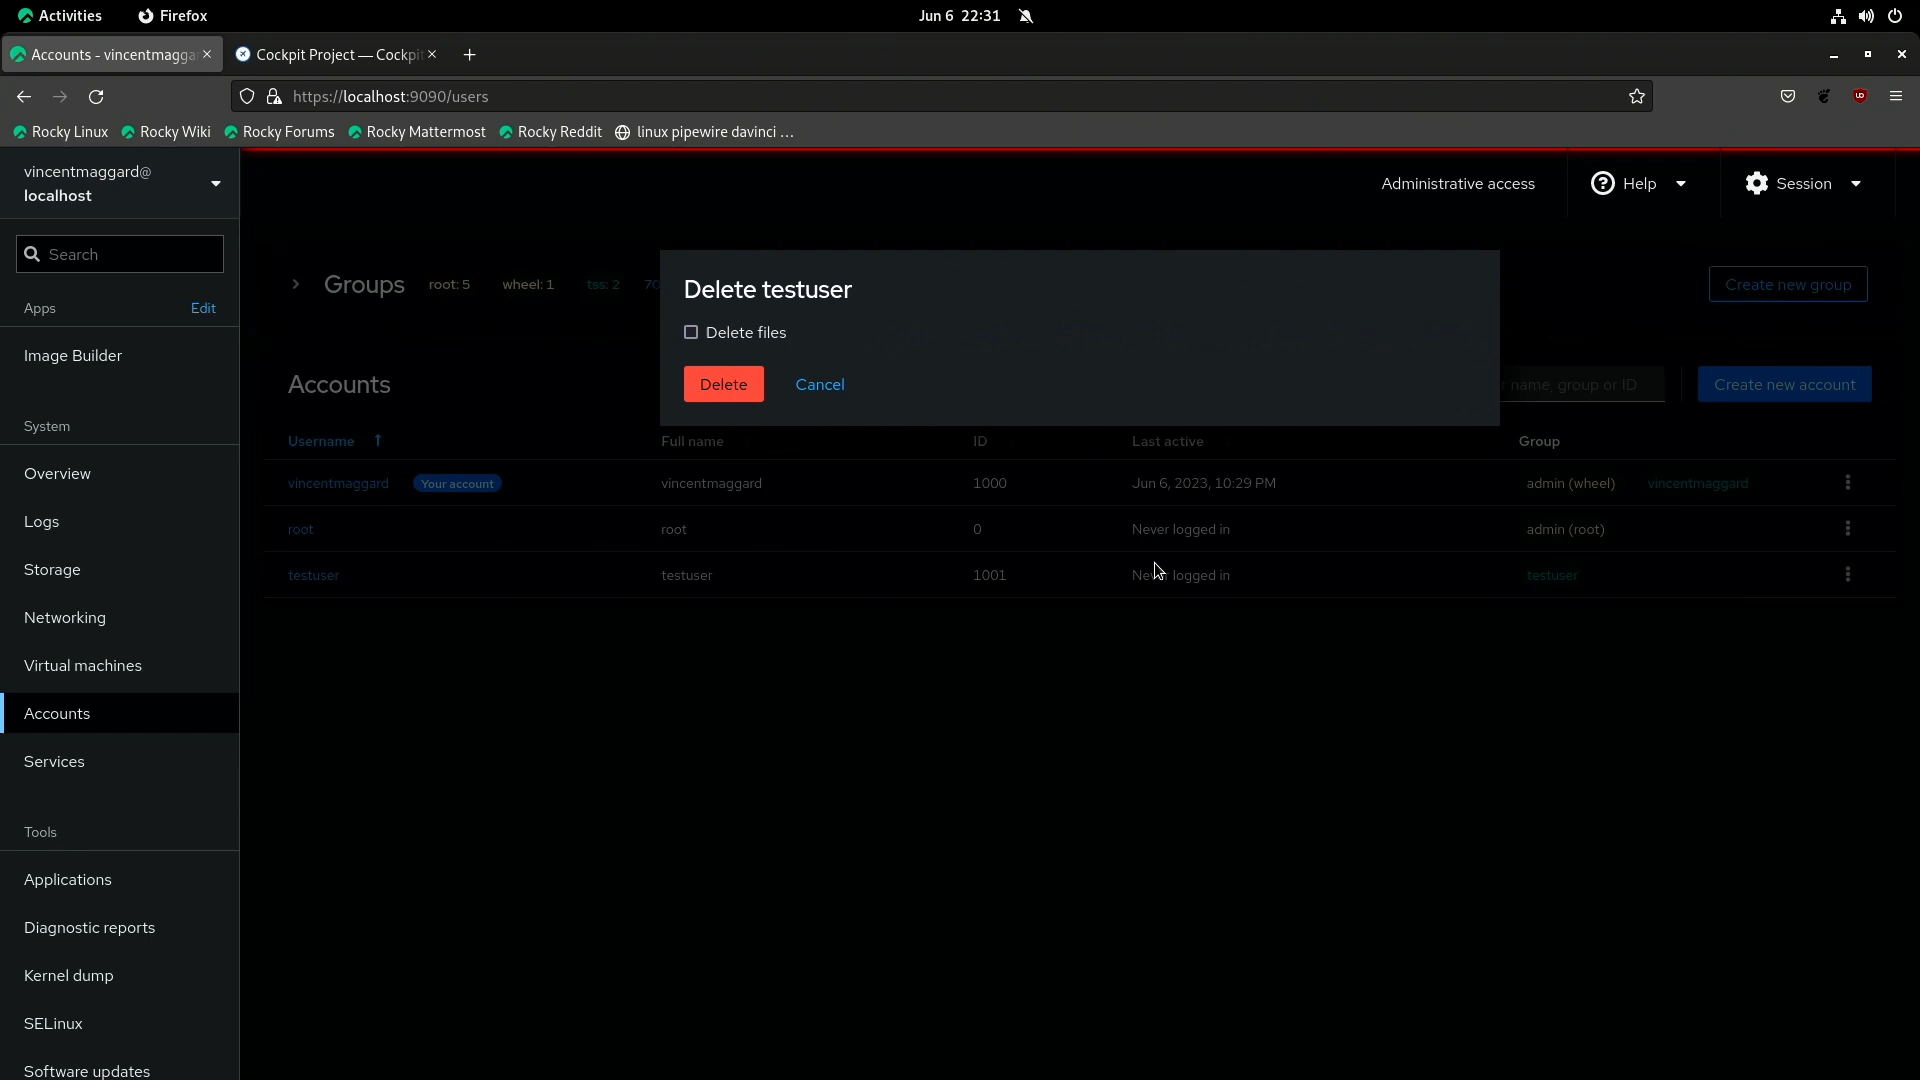 Activities Firefox Jun 6 22:31
Accounts - vincentmagga Cockpit Project — Cockpit
https://localhost:9090/users
Rocky Linux Rocky Wiki Rocky Forums Rocky Mattermost Rocky Reddit linux pipewire davinci ...
vincentmaggard@
localhost
Administrative access Help Session
Search
Apps Edit
Image Builder
System
Overview
Logs
Storage
Networking
Virtual machines
Accounts
Services
Tools
Applications
Diagnostic reports
Kernel dump
SELinux
Software updates
Groups root: 5 wheel: 1 tss: 2 Create new group
Delete testuser
Delete files
Delete Cancel
Accounts name, group or ID Create new account
Username Full name ID Last active Group
vincentmaggard Your account vincentmaggard 1000 Jun 6, 2023, 10:29 PM admin (wheel) vincentmaggard
root root 0 Never logged in admin (root)
testuser testuser 1001 Never logged in testuser